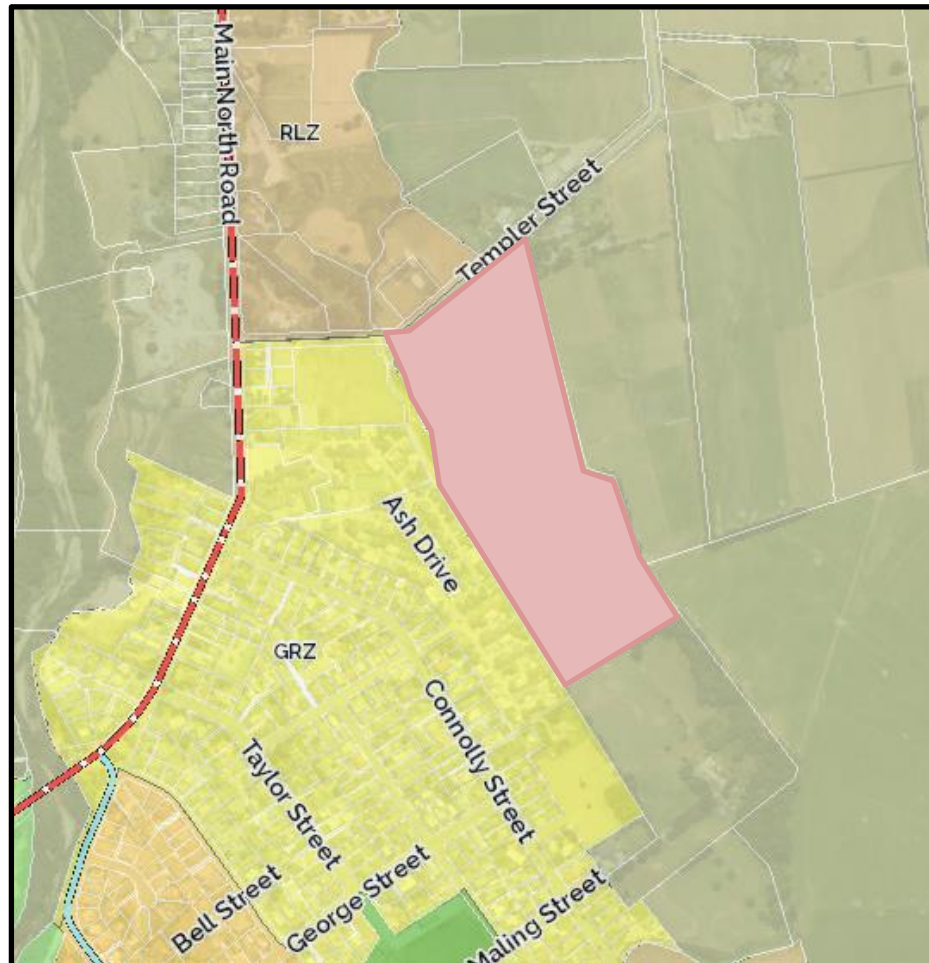 Main North Road
RLZ
Templer Street
Ash Drive
GRZ
Connolly Street
Taylor Street
George Street
Bell Street
Maling Street